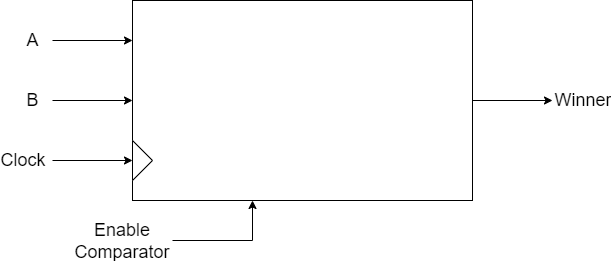 A
B
Clock
Winner
Enable
Comparator